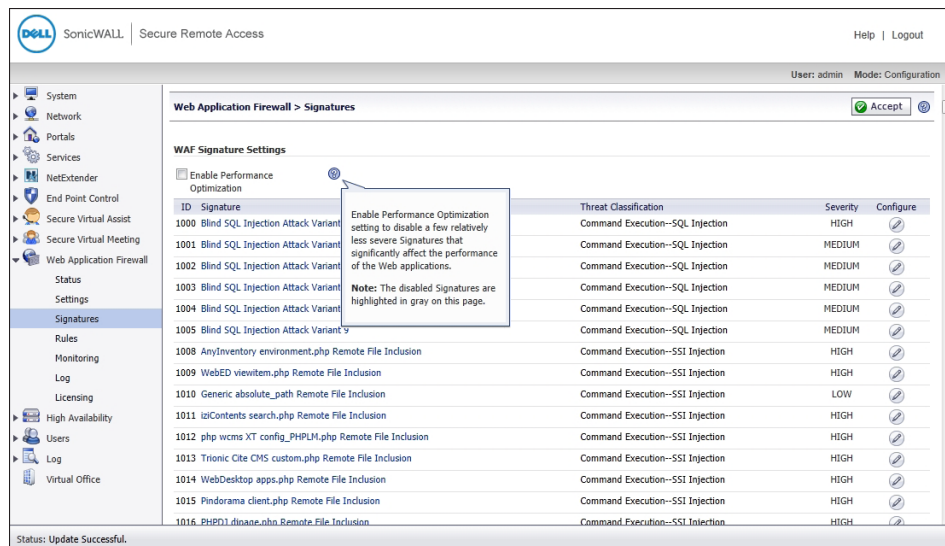 DELL SonicWALL Secure Remote Access
Help | Logout
User: admin Mode: Configuration
System
Network
Portals
Services
NetExtender
End Point Control
Secure Virtual Assist
Secure Virtual Meeting
Web Application Firewall
Status
Settings
Signatures
Rules
Monitoring
Log
Licensing
High Availability
Users
Log
Virtual Office
Web Application Firewall > Signatures
Accept
WAF Signature Settings
Enable Performance
Optimization
Enable Performance Optimization
setting to disable a few relatively
less severe Signatures that
significantly affect the performance
of the Web applications.
Note: The disabled Signatures are
highlighted in gray on this page.
ID Signature Threat Classification Severity Configure
1000 Blind SQL Injection Attack Variant Command Execution--SQL Injection HIGH
1001 Blind SQL Injection Attack Variant Command Execution--SQL Injection MEDIUM
1002 Blind SQL Injection Attack Variant Command Execution--SQL Injection MEDIUM
1003 Blind SQL Injection Attack Variant Command Execution--SQL Injection MEDIUM
1004 Blind SQL Injection Attack Variant Command Execution--SQL Injection MEDIUM
1005 Blind SQL Injection Attack Variant 9 Command Execution--SQL Injection MEDIUM
1008 AnyInventory environment.php Remote File Inclusion Command Execution--SSI Injection HIGH
1009 WebED viewitem.php Remote File Inclusion Command Execution--SSI Injection HIGH
1010 Generic absolute_path Remote File Inclusion Command Execution--SSI Injection LOW
1011 iziContents search.php Remote File Inclusion Command Execution--SSI Injection HIGH
1012 php wcms XT config_PHPLM.php Remote File Inclusion Command Execution--SSI Injection HIGH
1013 Trionic Cite CMS custom.php Remote File Inclusion Command Execution--SSI Injection HIGH
1014 WebDesktop apps.php Remote File Inclusion Command Execution--SSI Injection HIGH
1015 Pindorama client.php Remote File Inclusion Command Execution--SSI Injection HIGH
1016 PHPDJ djpage.php Remote File Inclusion Command Execution--SSI Injection HIGH
Status: Update Successful.